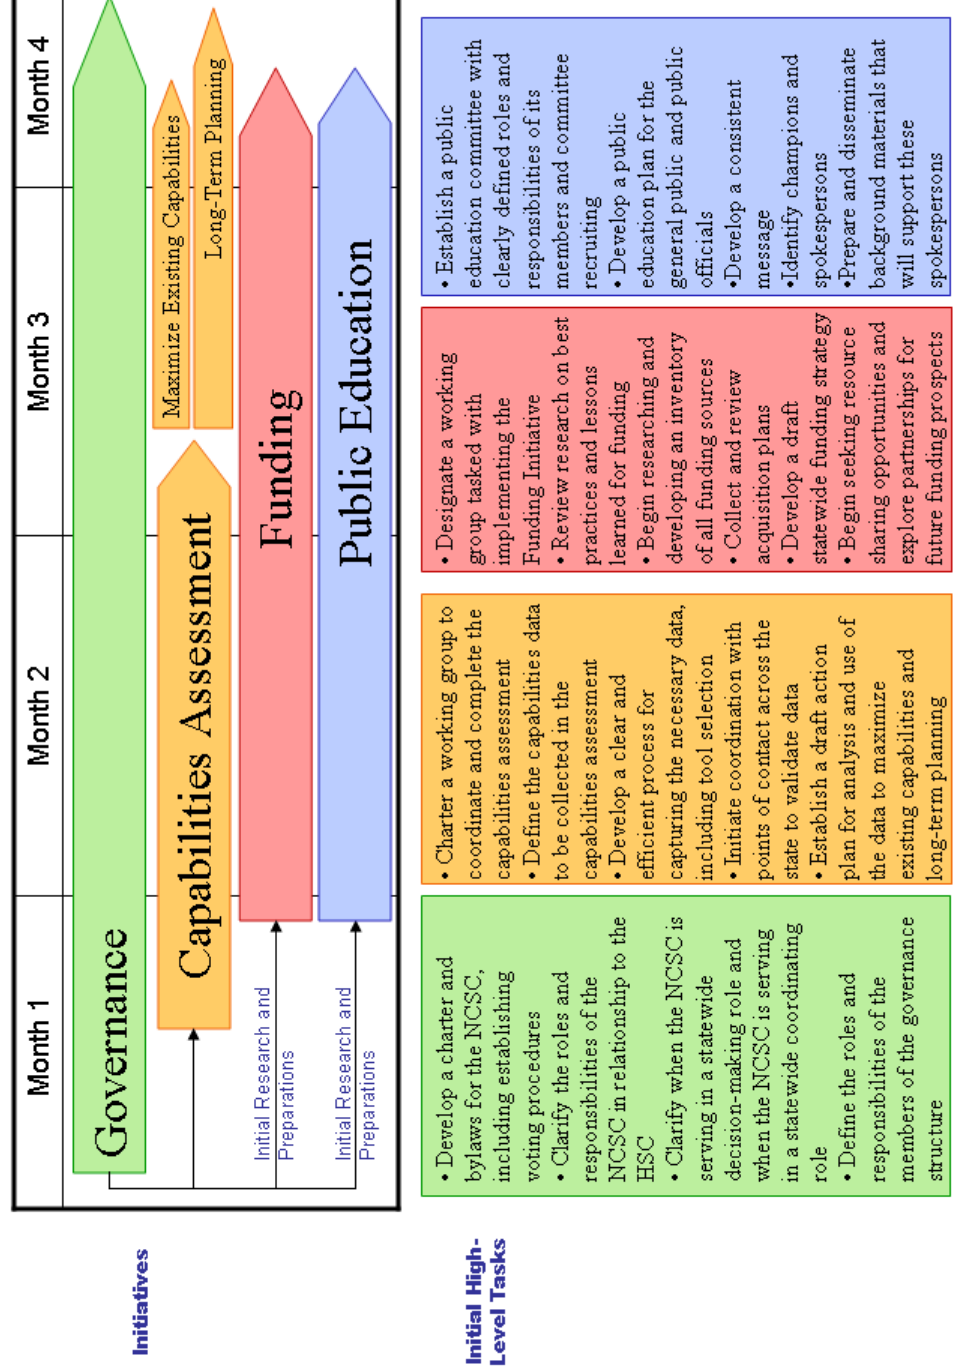 Month 1
Month 2
Month 3
Month 4
Initiatives
Governance
Capabilities Assessment
Maximize Existing Capabilities
Long-Term Planning
Initial Research and
Preparations
Funding
Initial Research and
Preparations
Public Education
Initial High-
Level Tasks
• Develop a charter and
bylaws for the NCSC,
including establishing
voting procedures
• Clarify the roles and
responsibilities of the
NCSC in relationship to the
HSC
• Clarify when the NCSC is
serving in a statewide
decision-making role and
when the NCSC is serving
in a statewide coordinating
role
• Define the roles and
responsibilities of the
members of the governance
structure
• Charter a working group to
coordinate and complete the
capabilities assessment
• Define the capabilities data
to be collected in the
capabilities assessment
• Develop a clear and
efficient process for
capturing the necessary data,
including tool selection
• Initiate coordination with
points of contact across the
state to validate data
• Establish a draft action
plan for analysis and use of
the data to maximize
existing capabilities and
long-term planning
• Designate a working
group tasked with
implementing the
Funding Initiative
• Review research on best
practices and lessons
learned for funding
• Begin researching and
developing an inventory
of all funding sources
• Collect and review
acquisition plans
• Develop a draft
statewide funding strategy
• Begin seeking resource
sharing opportunities and
explore partnerships for
future funding prospects
• Establish a public
education committee with
clearly defined roles and
responsibilities of its
members and committee
recruiting
• Develop a public
education plan for the
general public and public
officials
•Develop a consistent
message
•Identify champions and
spokespersons
•Prepare and disseminate
background materials that
will support these
spokespersons